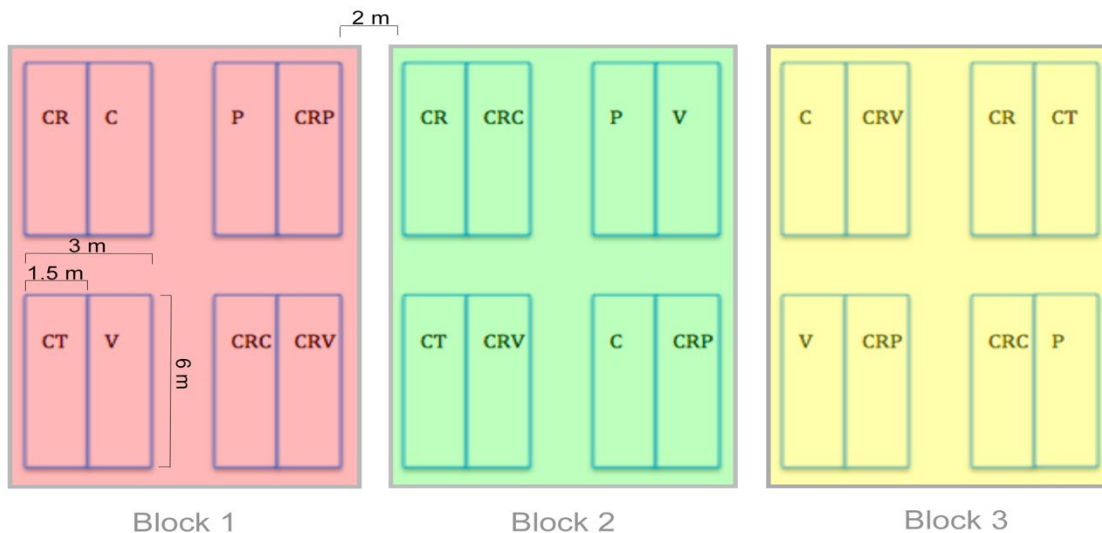 2 m
CR C P CRP
CR CRC P V
C CRV CR CT
3 m
1.5 m
CT V CRC CRV
6 m
CT CRV C CRP
V CRP CRC P
Block 1
Block 2
Block 3